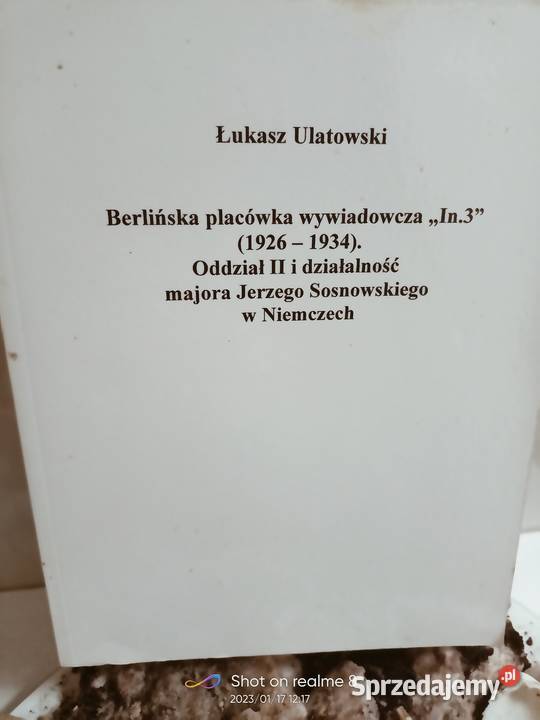 Łukasz Ulatowski
Berlińska placówka wywiadowcza „In.3”
(1926 – 1934).
Oddział II i działalność
majora Jerzego Sosnowskiego
w Niemczech
Shot on realme 8
2023/01/17 12:17
Sprzedajemy.pl